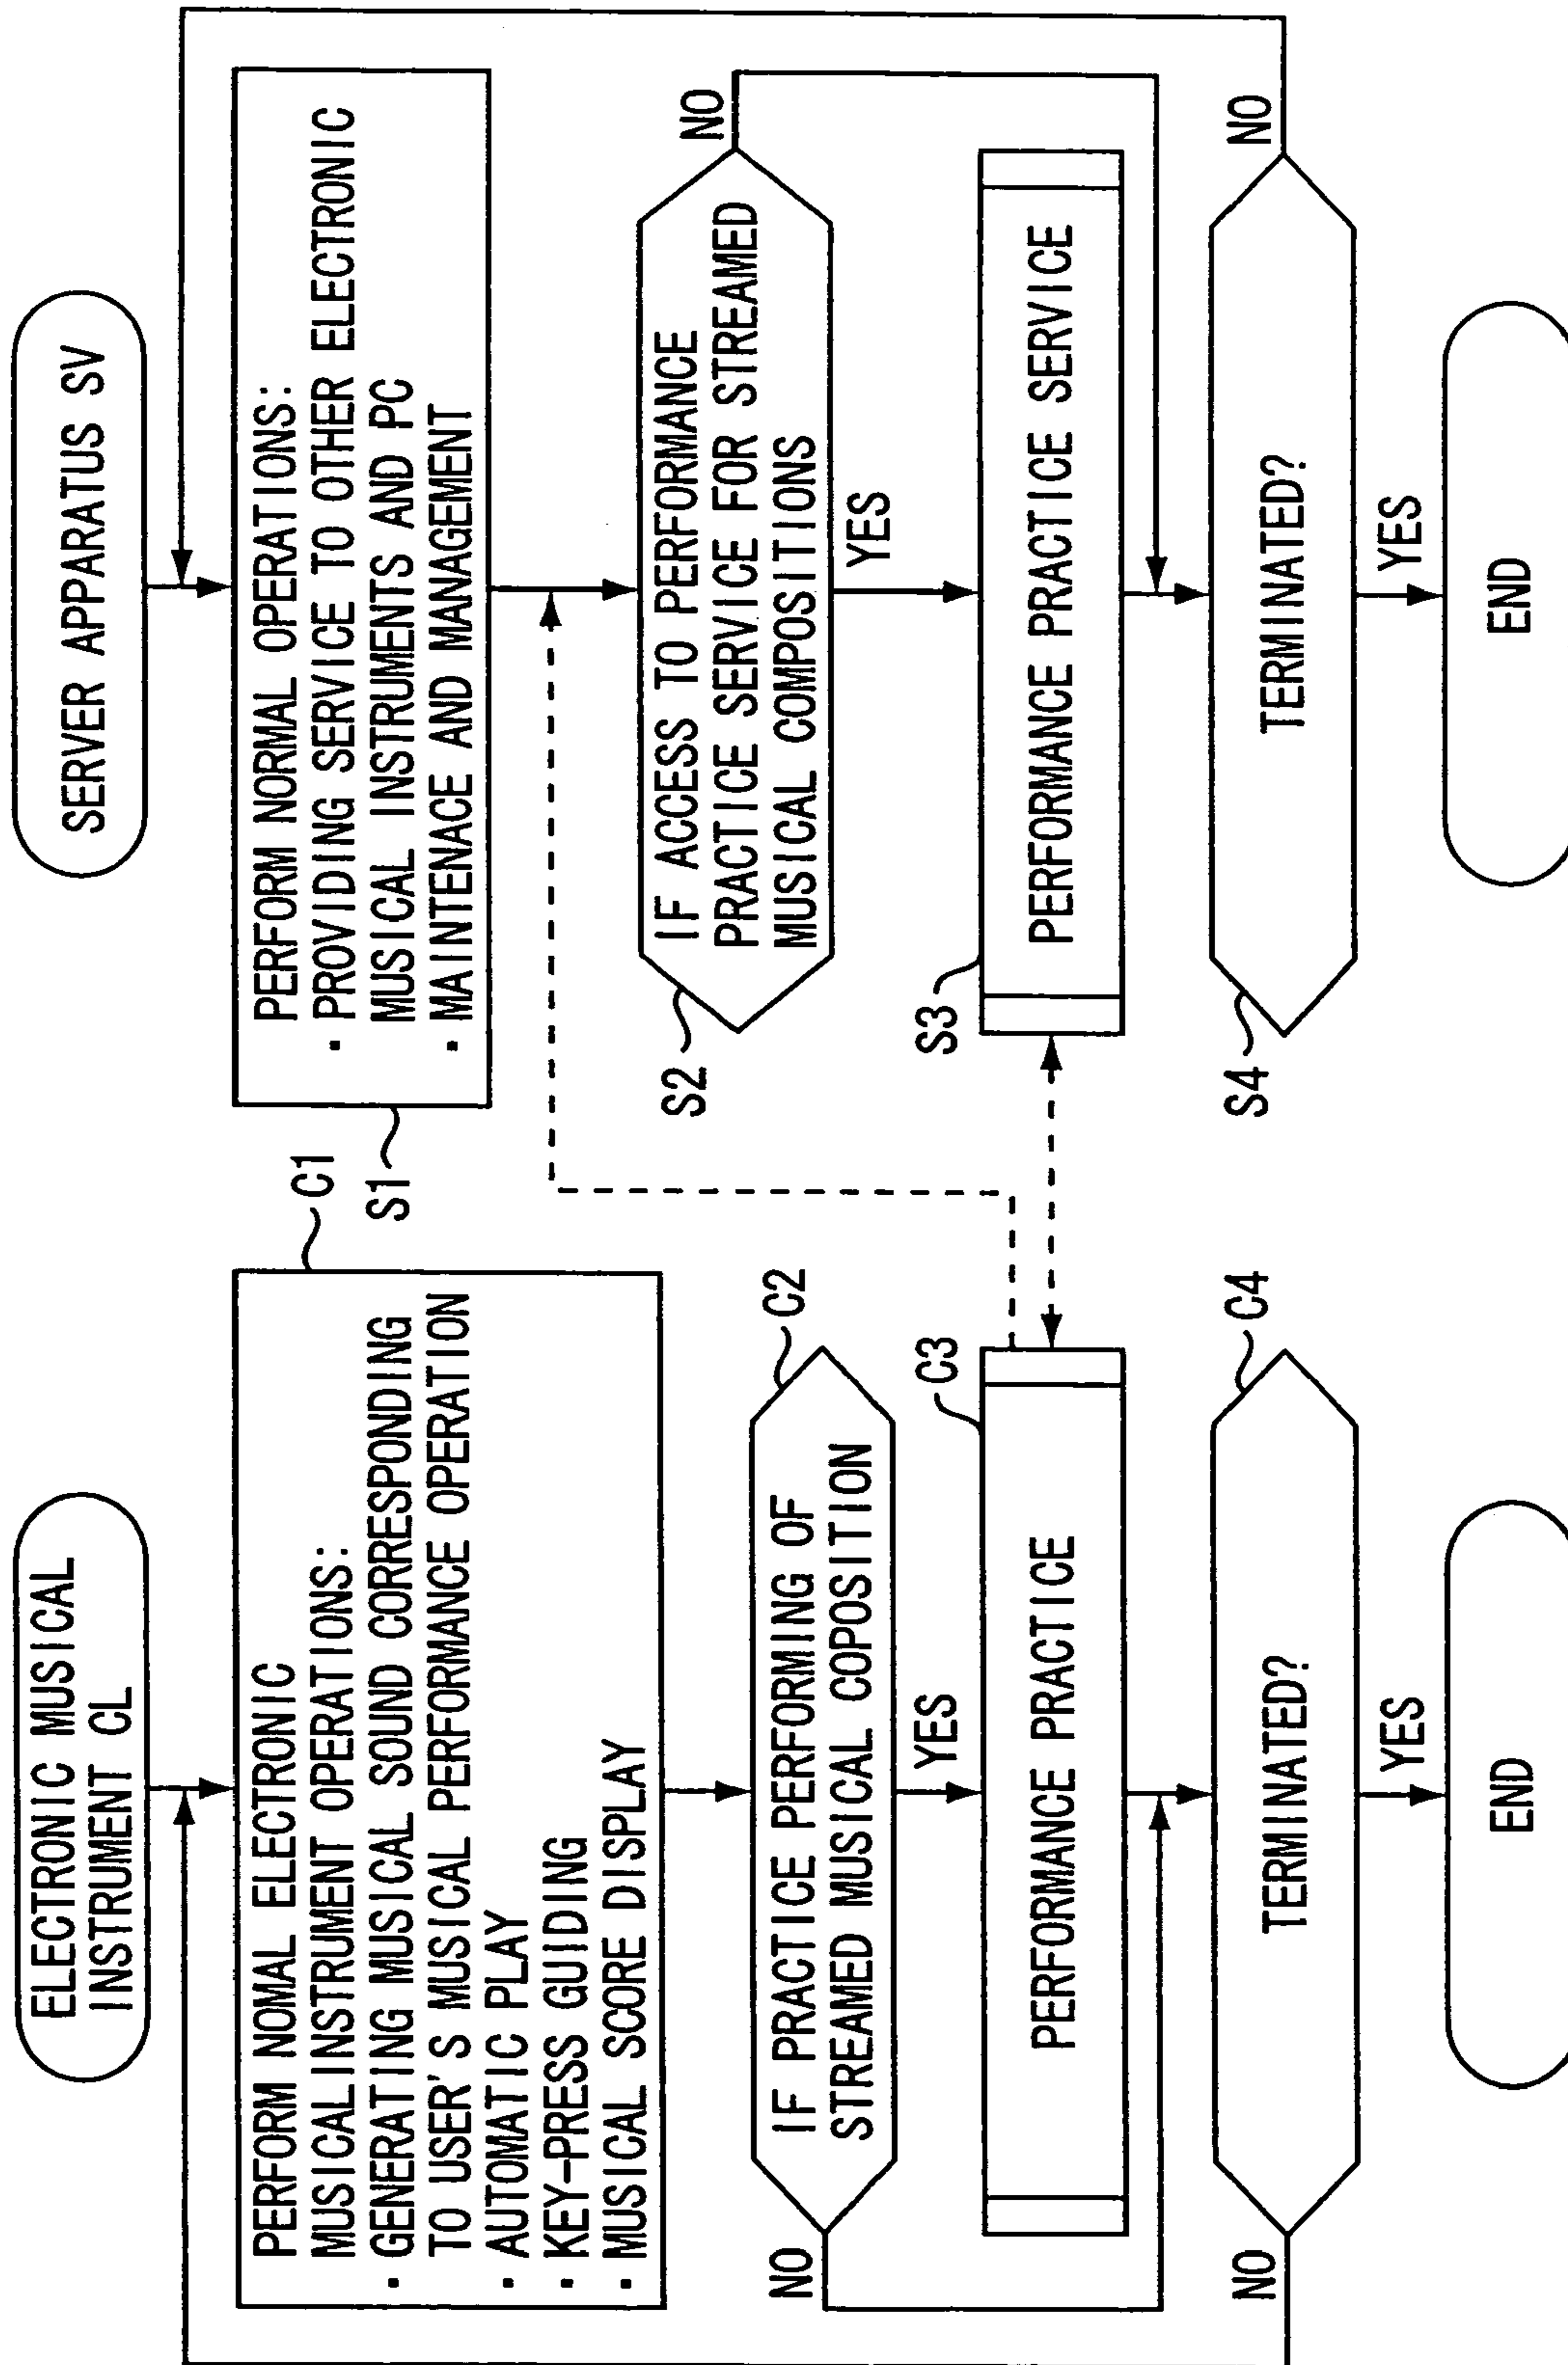 ELECTRONIC MUSICAL
INSTRUMENT CL
PERFORM NOMAL ELECTRONIC
MUSICALINSTRUMENT OPERATIONS:
· GENERATING MUSICAL SOUND CORRESPONDING
TO USER'S MUSICAL PERFORMANCE OPERATION
· AUTOMATIC PLAY
· KEY-PRESS GUIDING
· MUSICAL SCORE DISPLAY
C1
IF PRACTICE PERFORMING OF
STREAMED MUSICAL COPOSITION
C2
NO
YES
PERFORMANCE PRACTICE
C3
TERMINATED?
C4
NO
YES
END
SERVER APPARATUS SV
PERFORM NORMAL OPERATIONS:
· PROVIDING SERVICE TO OTHER ELECTRONIC
MUSICAL INSTRUMENTS AND PC
· MAINTENACE AND MANAGEMENT
S1
IF ACCESS TO PERFORMANCE
PRACTICE SERVICE FOR STREAMED
MUSICAL COMPOSITIONS
S2
NO
YES
PERFORMANCE PRACTICE SERVICE
S3
TERMINATED?
S4
NO
YES
END